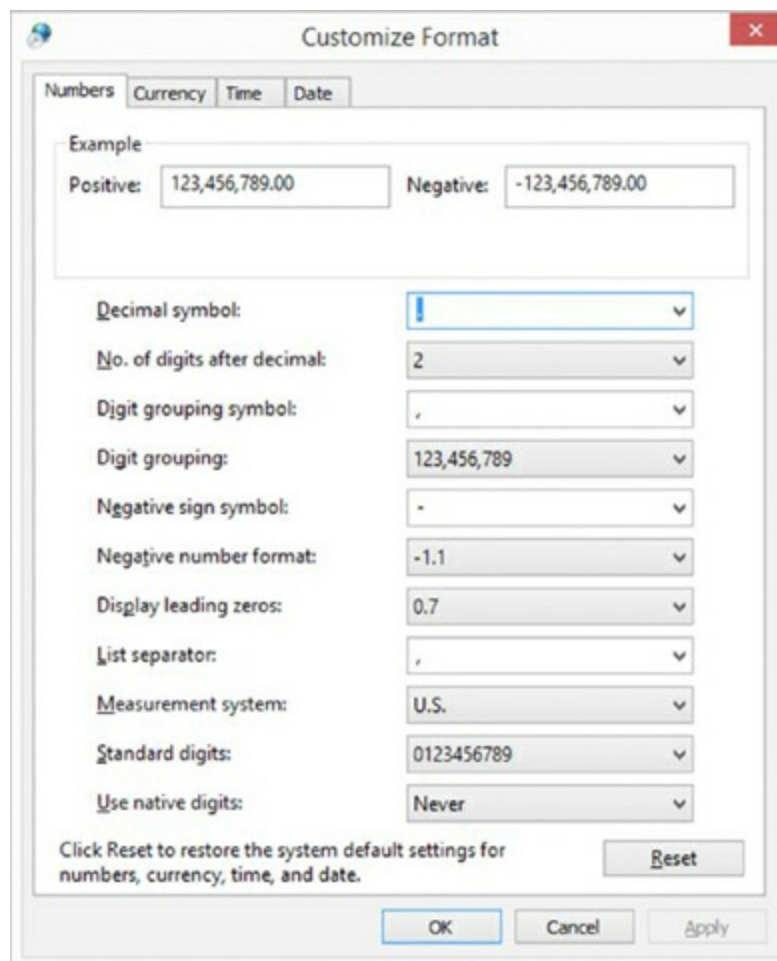 Customize Format
Numbers Currency Time Date
Example
Positive: 123,456,789.00 Negative: -123,456,789.00
Decimal symbol: .
No. of digits after decimal: 2
Digit grouping symbol: ,
Digit grouping: 123,456,789
Negative sign symbol: -
Negative number format: -1.1
Display leading zeros: 0.7
List separator: ,
Measurement system: U.S.
Standard digits: 0123456789
Use native digits: Never
Click Reset to restore the system default settings for
numbers, currency, time, and date. Reset
OK Cancel Apply